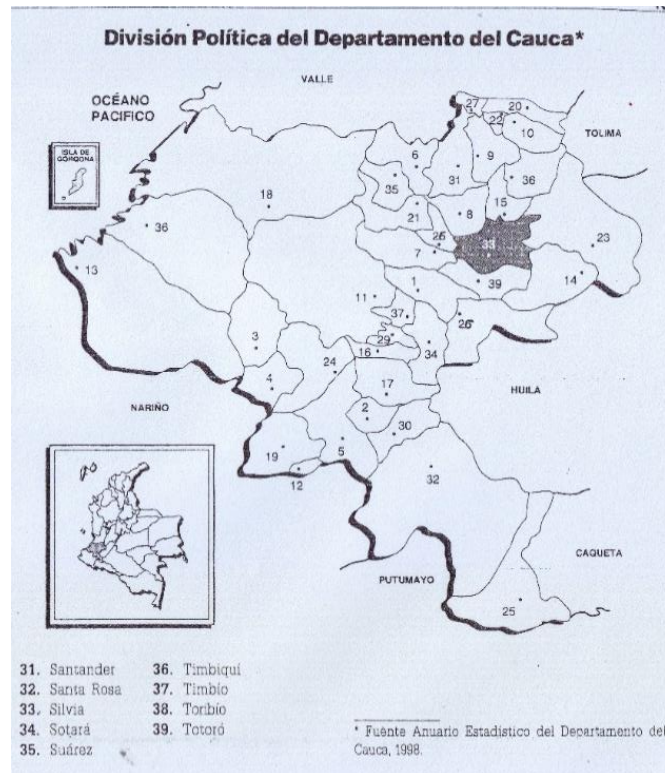 División Política del Departamento del Cauca*
VALLE
OCÉANO
PACIFICO
27
20
22
10
TOLIMA
ISLA DE
GORGONA
6
9
35
31
36
18
15
21
8
36
33
23
7
13
14
1
39
11
37
26
3
29
34
16
24
4
17
HUILA
NARIÑO
2
30
19
5
12
32
CAQUETA
PUTUMAYO
25
31. Santander
32. Santa Rosa
33. Silvia
34. Sotará
35. Suárez
36. Timbiquí
37. Timbío
38. Toribío
39. Totoró
* Fuente Anuario Estadístico del Departamento del
Cauca, 1998.